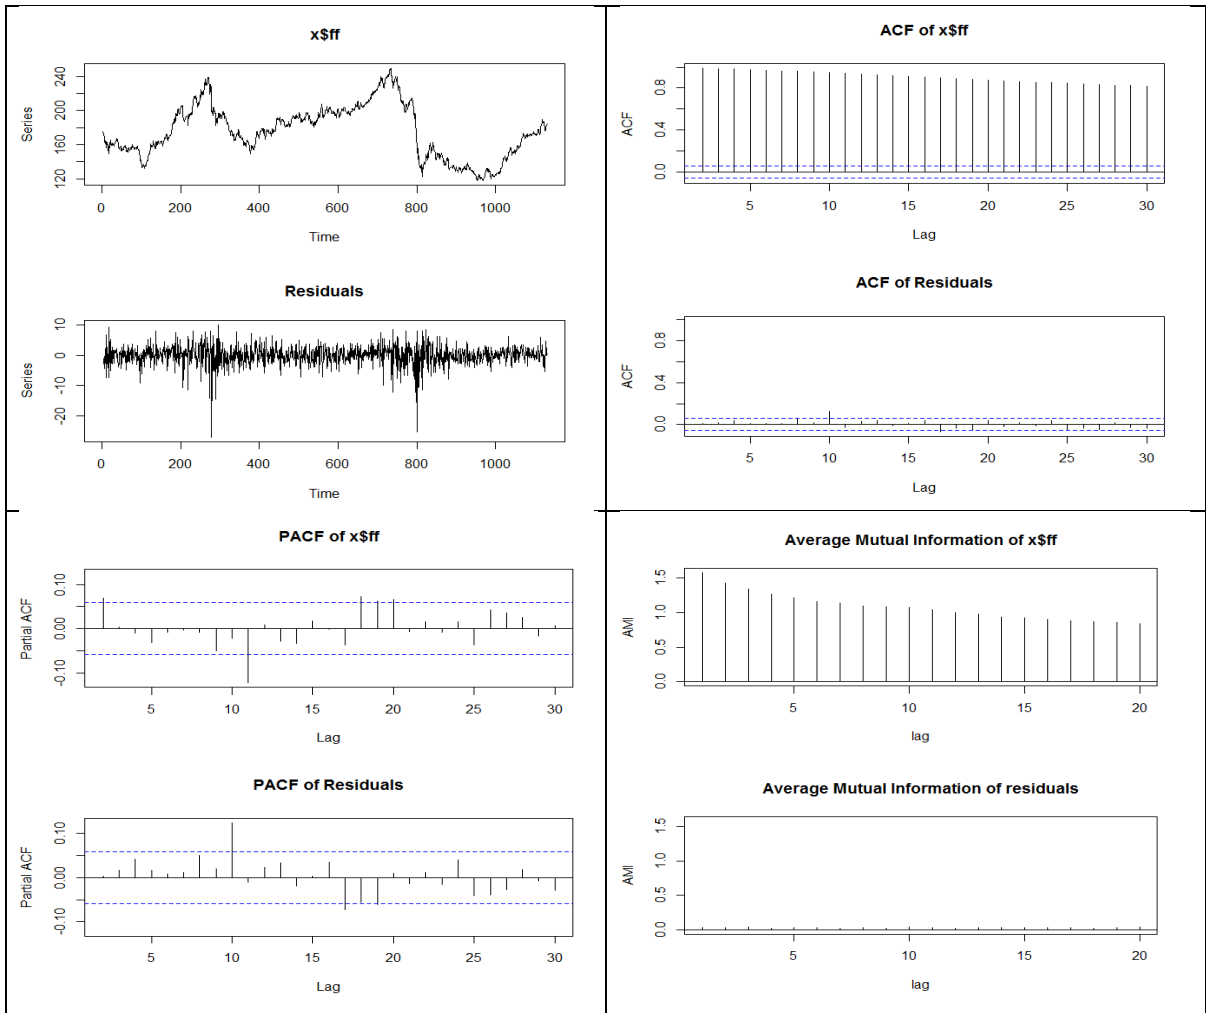 x$ff
Series
120 160 200 240
0 200 400 600 800 1000
Time
Residuals
Series
-20 -10 0 10
0 200 400 600 800 1000
Time
ACF of x$ff
ACF
0.0 0.4 0.8
5 10 15 20 25 30
Lag
ACF of Residuals
ACF
0.0 0.4 0.8
5 10 15 20 25 30
Lag
PACF of x$ff
Partial ACF
-0.10 0.00 0.10
5 10 15 20 25 30
Lag
PACF of Residuals
Partial ACF
-0.10 0.00 0.10
5 10 15 20 25 30
Lag
Average Mutual Information of x$ff
AMI
0.0 0.5 1.0 1.5
5 10 15 20
lag
Average Mutual Information of residuals
AMI
0.0 0.5 1.0 1.5
5 10 15 20
lag